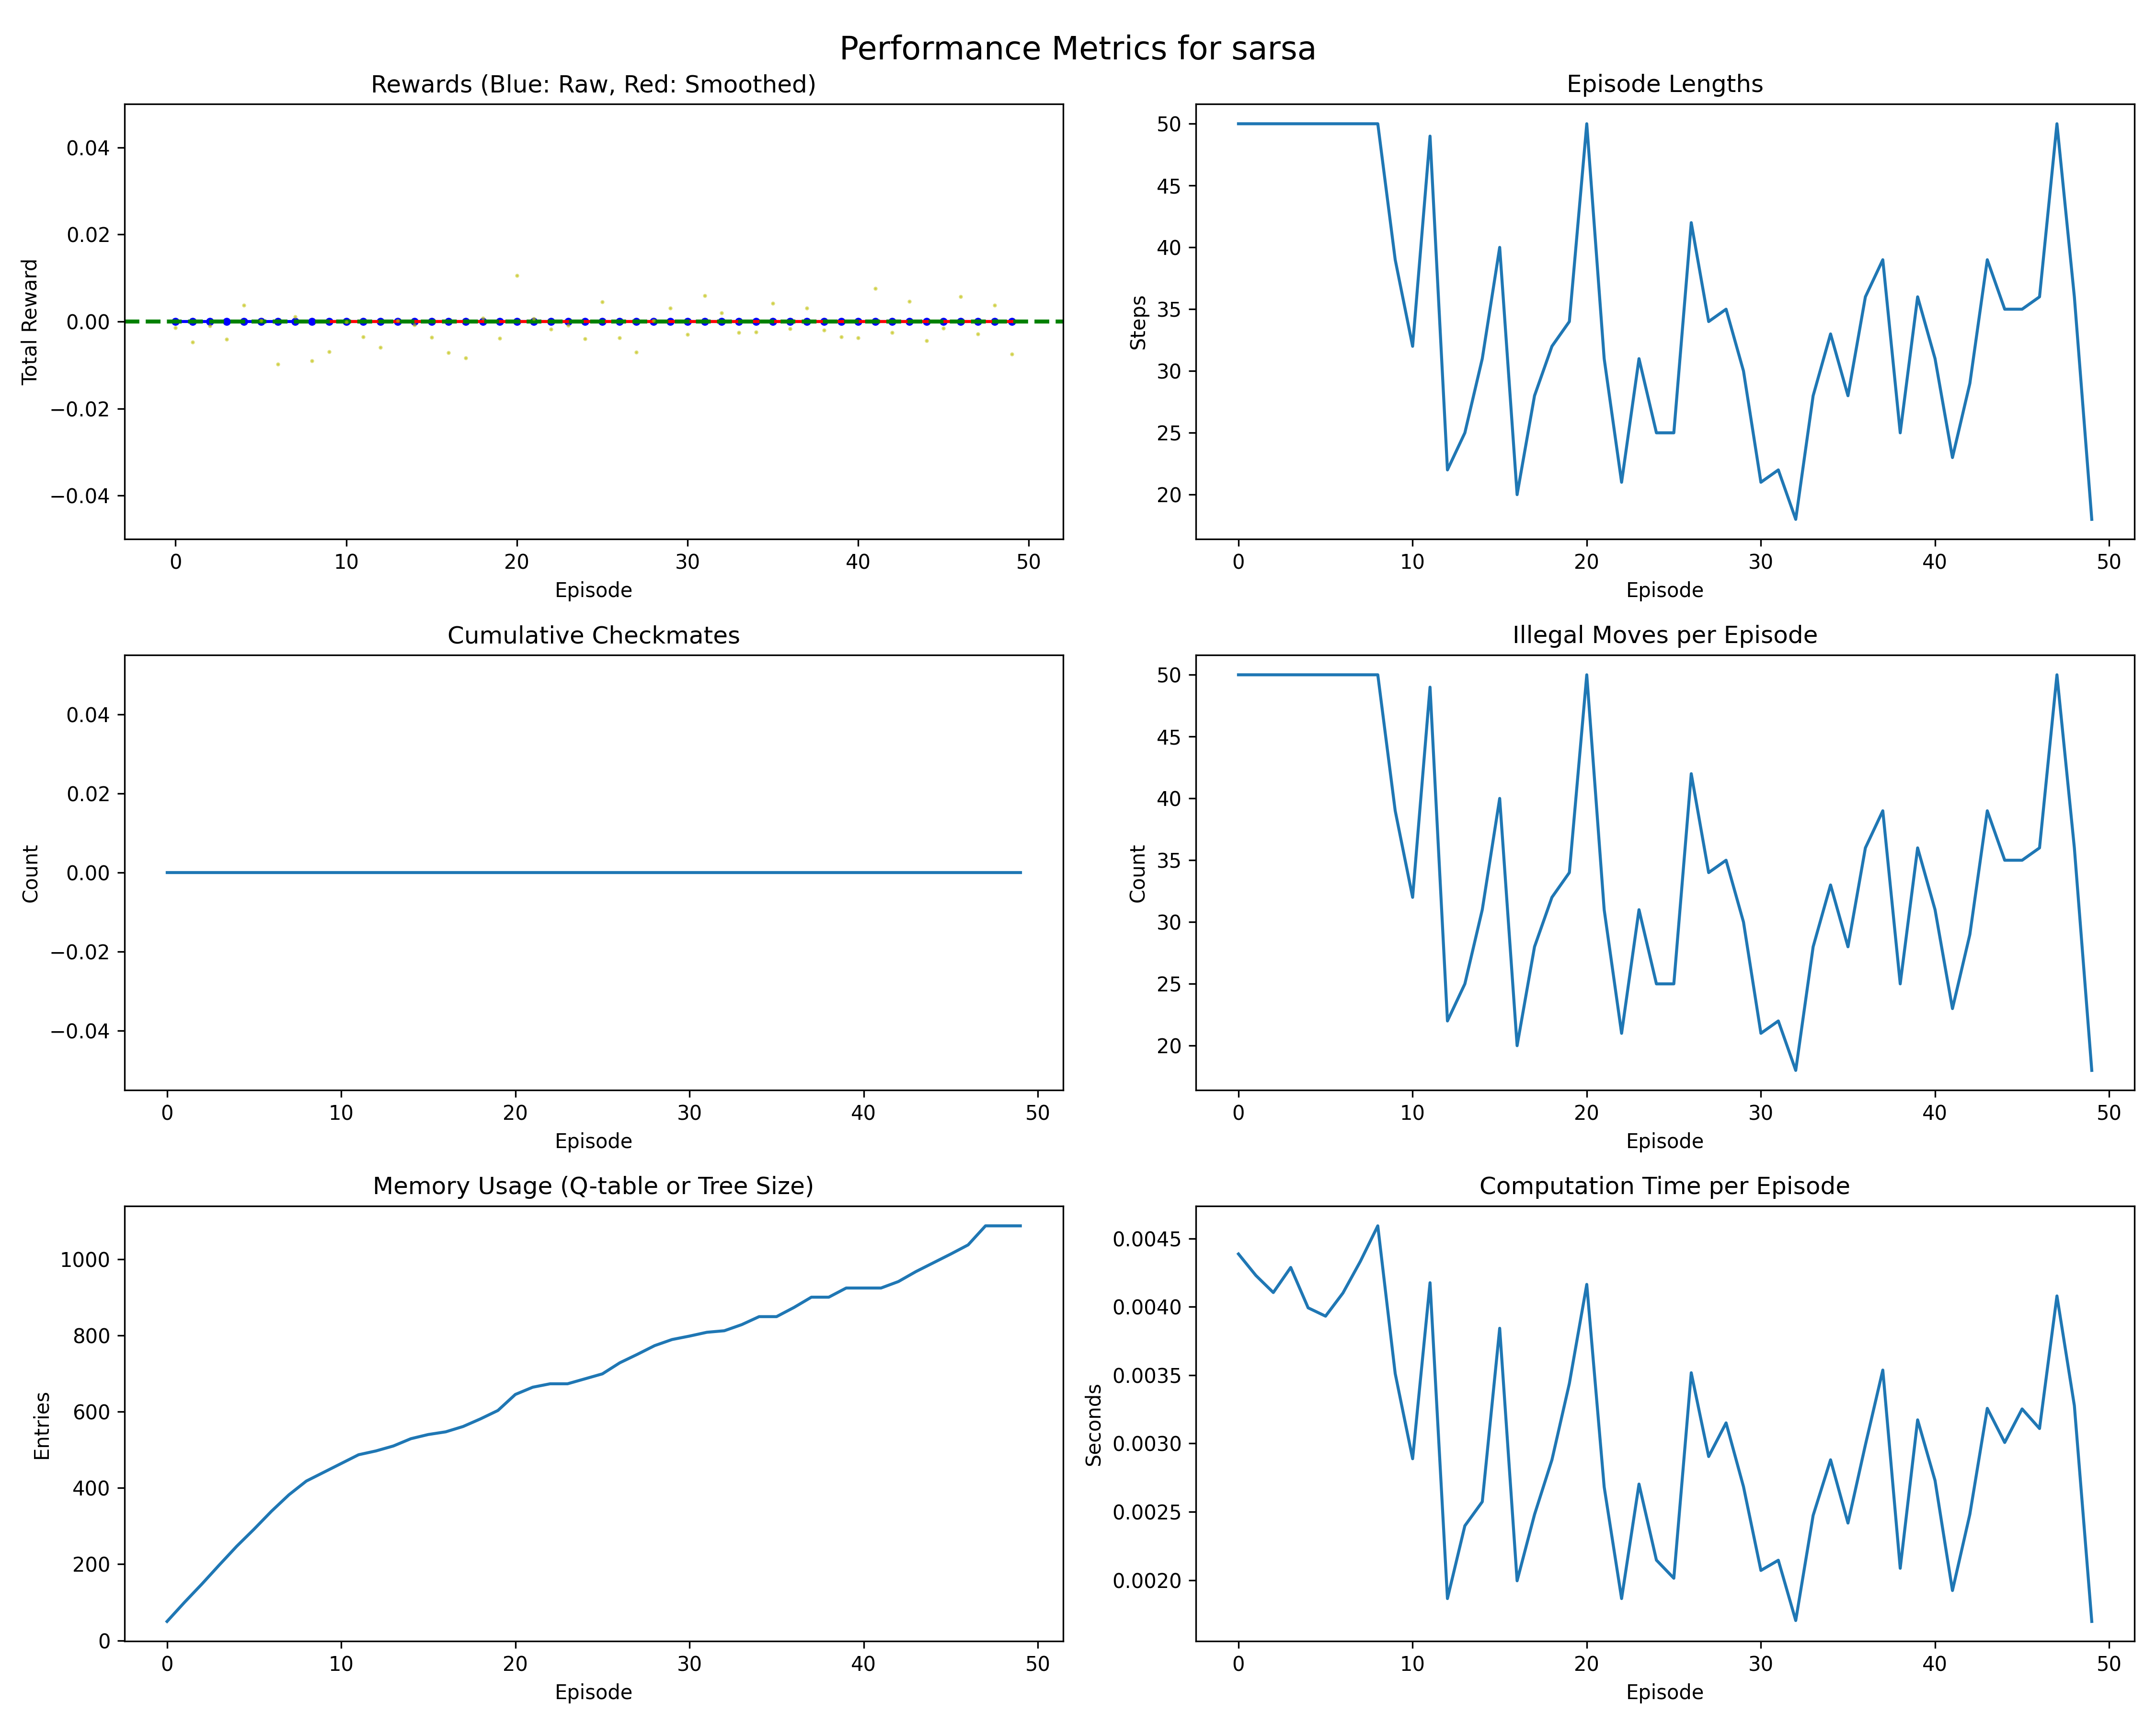 Performance Metrics for sarsa
Rewards (Blue: Raw, Red: Smoothed)
Total Reward
0.04
0.02
0.00
−0.02
−0.04
0 10 20 30 40 50
Episode
Episode Lengths
Steps
50
45
40
35
30
25
20
0 10 20 30 40 50
Episode
Cumulative Checkmates
Count
0.04
0.02
0.00
−0.02
−0.04
0 10 20 30 40 50
Episode
Illegal Moves per Episode
Count
50
45
40
35
30
25
20
0 10 20 30 40 50
Episode
Memory Usage (Q-table or Tree Size)
Entries
1000
800
600
400
200
0
0 10 20 30 40 50
Episode
Computation Time per Episode
Seconds
0.0045
0.0040
0.0035
0.0030
0.0025
0.0020
0 10 20 30 40 50
Episode